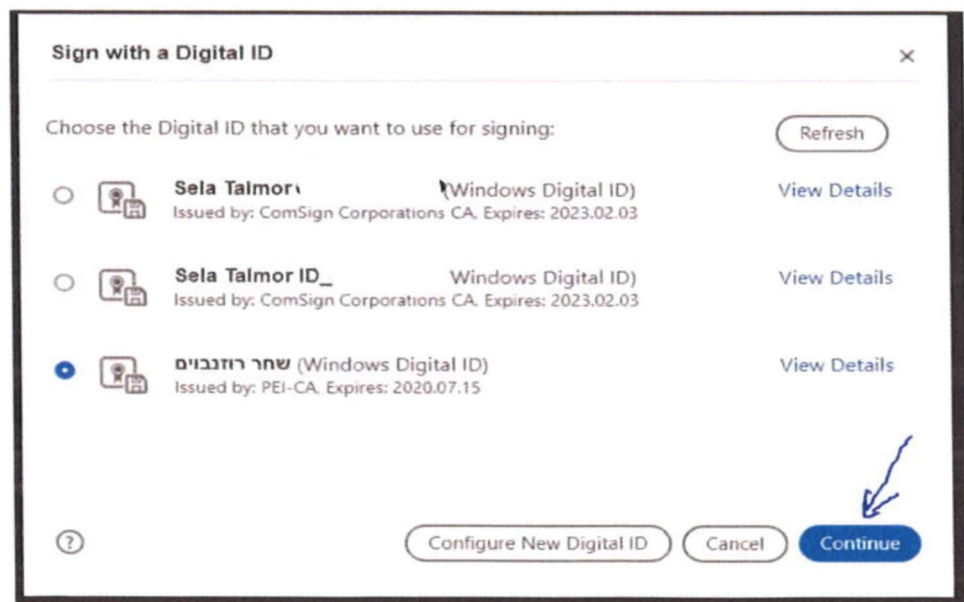 Sign with a Digital ID
Choose the Digital ID that you want to use for signing:
Refresh
Sela Talmor (Windows Digital ID)
View Details
Issued by: ComSign Corporations CA. Expires: 2023.02.03
Sela Talmor ID_ Windows Digital ID)
View Details
Issued by: ComSign Corporations CA. Expires: 2023.02.03
שחר רוזנבוים (Windows Digital ID)
View Details
Issued by: PEI-CA. Expires: 2020.07.15
?
Configure New Digital ID
Cancel
Continue